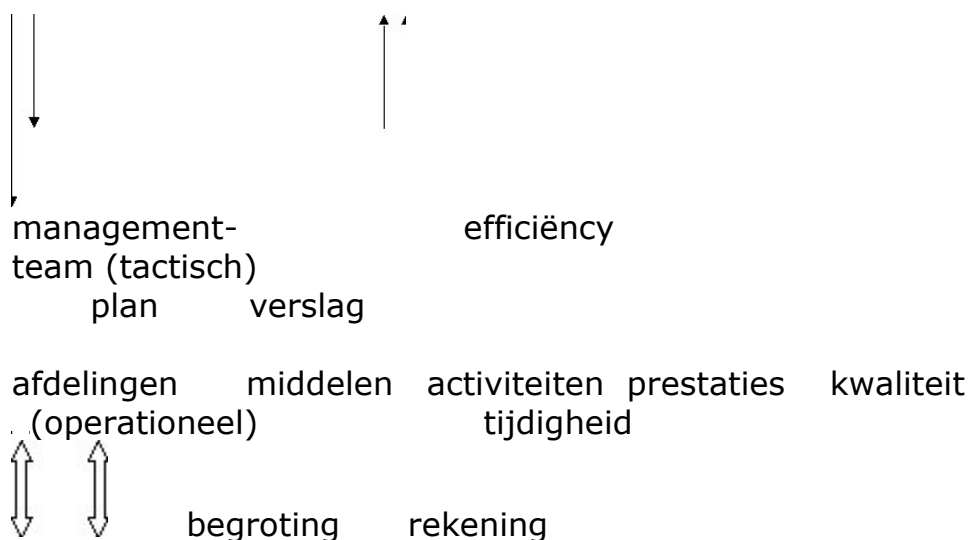 management- efficiëncy
team (tactisch)
plan verslag
afdelingen middelen activiteiten prestaties kwaliteit
(operationeel) tijdigheid
begroting rekening